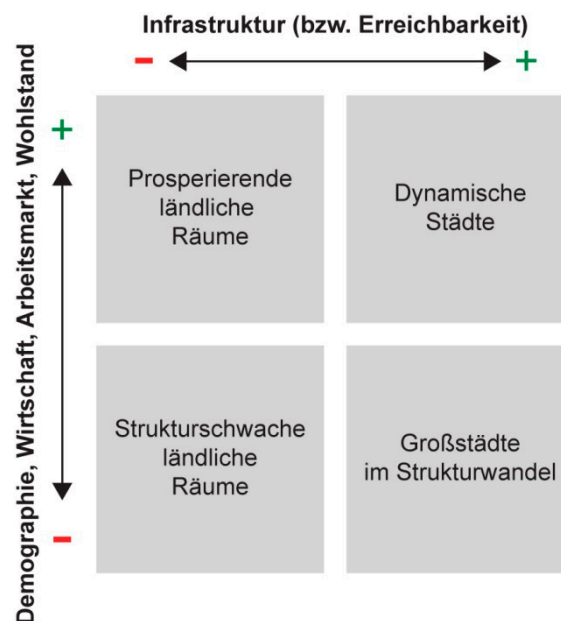 Infrastruktur (bzw. Erreichbarkeit)
- +
Demographie, Wirtschaft, Arbeitsmarkt, Wohlstand
+
Prosperierende
ländliche
Räume
Dynamische
Städte
Strukturschwache
ländliche
Räume
Großstädte
im Strukturwandel
-